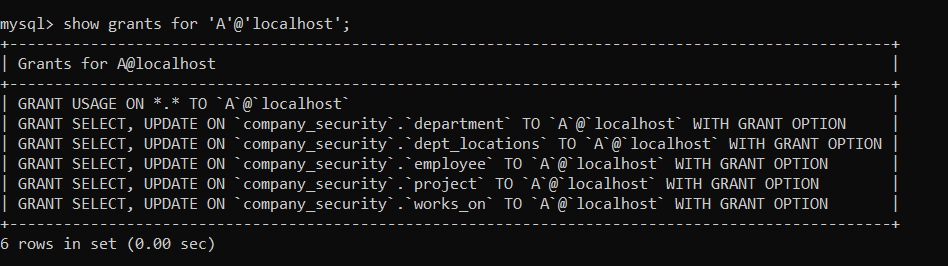 mysql> show grants for 'A'@'localhost';
+------------------------------------------------------------------------------------------------+
| Grants for A@localhost                                                                         |
+------------------------------------------------------------------------------------------------+
| GRANT USAGE ON *.* TO `A`@`localhost`                                                          |
| GRANT SELECT, UPDATE ON `company_security`.`department` TO `A`@`localhost` WITH GRANT OPTION     |
| GRANT SELECT, UPDATE ON `company_security`.`dept_locations` TO `A`@`localhost` WITH GRANT OPTION |
| GRANT SELECT, UPDATE ON `company_security`.`employee` TO `A`@`localhost` WITH GRANT OPTION       |
| GRANT SELECT, UPDATE ON `company_security`.`project` TO `A`@`localhost` WITH GRANT OPTION        |
| GRANT SELECT, UPDATE ON `company_security`.`works_on` TO `A`@`localhost` WITH GRANT OPTION       |
+------------------------------------------------------------------------------------------------+
6 rows in set (0.00 sec)